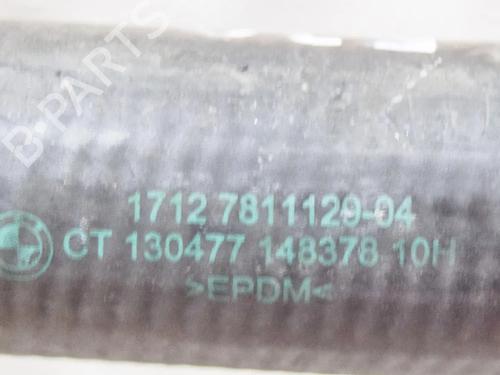 B-PARTS
1712 7811129-04
CT 130477 148378 10H
>EPDM<